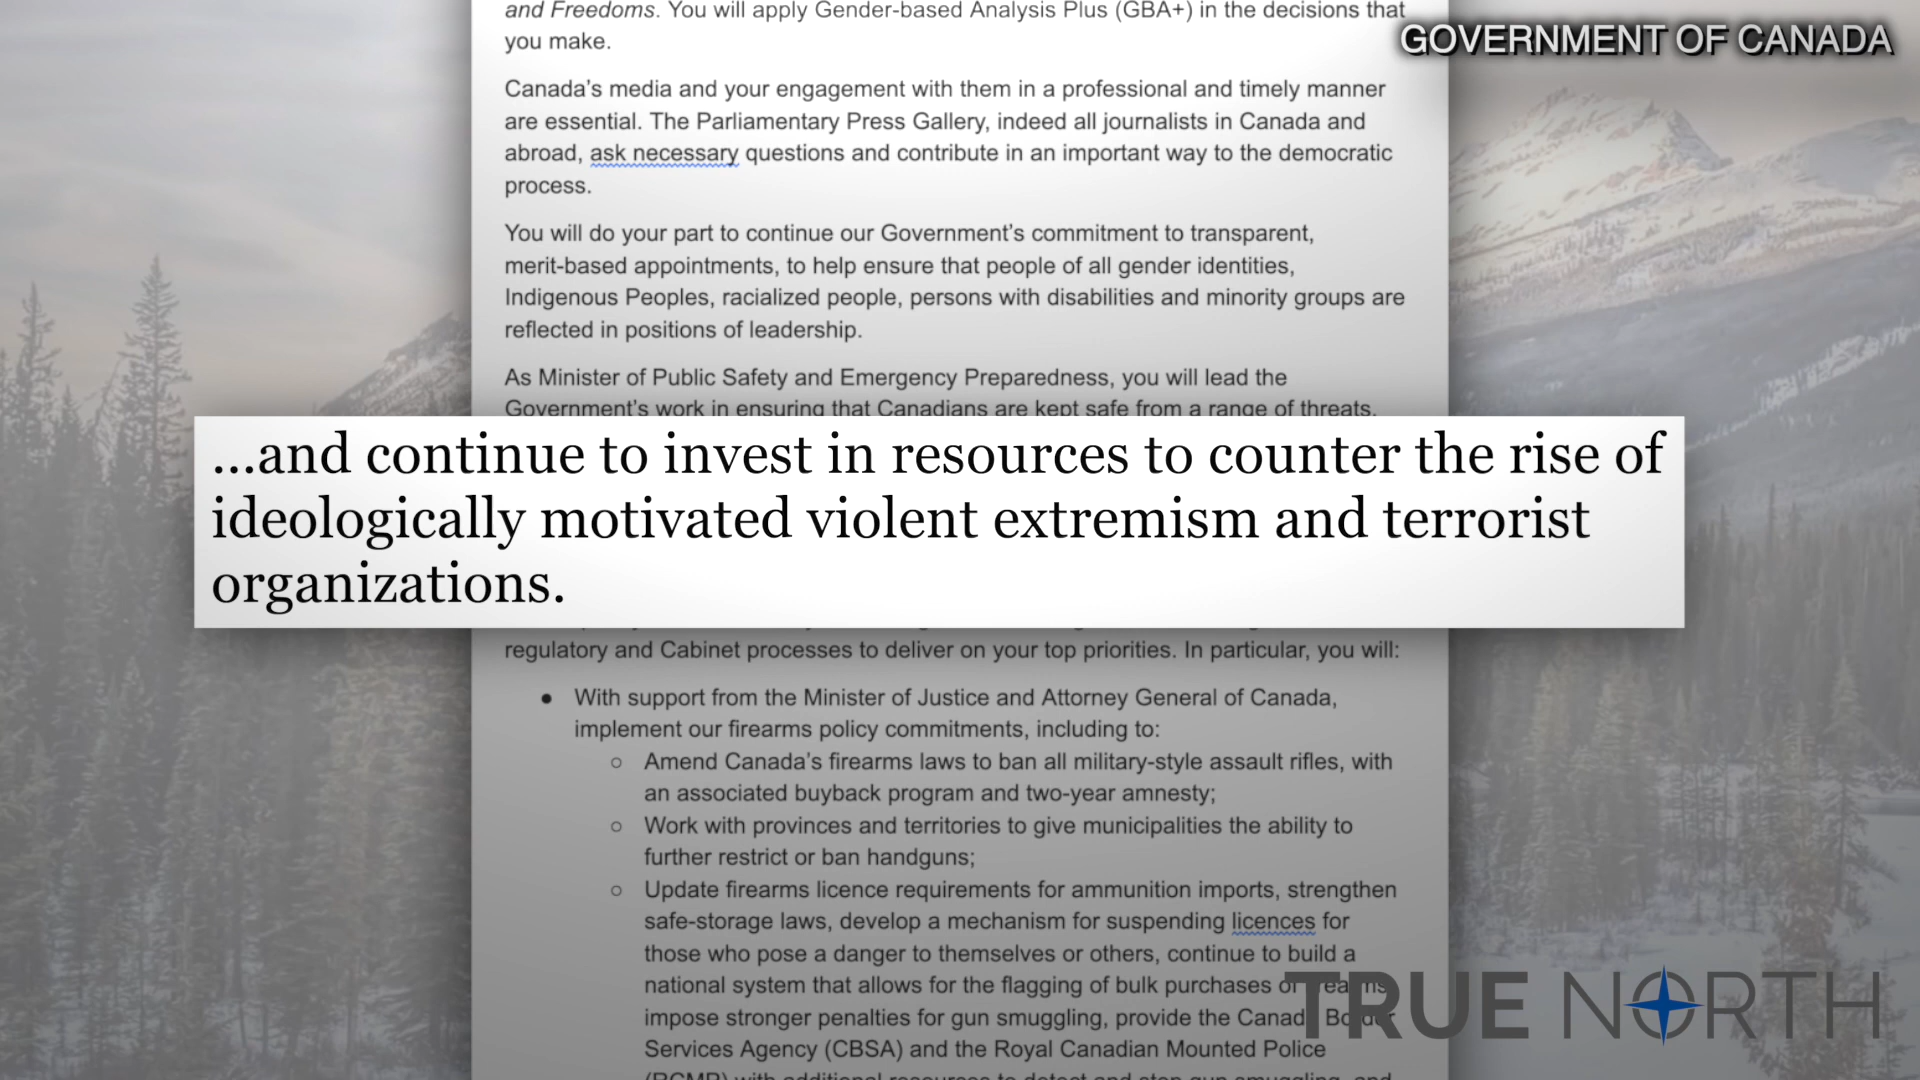 and Freedoms. You will apply Gender-based Analysis Plus (GBA+) in the decisions that
you make.
GOVERNMENT OF CANADA
Canada's media and your engagement with them in a professional and timely manner
are essential. The Parliamentary Press Gallery, indeed all journalists in Canada and
abroad, ask necessary questions and contribute in an important way to the democratic
process.
You will do your part to continue our Government's commitment to transparent,
merit-based appointments, to help ensure that people of all gender identities,
Indigenous Peoples, racialized people, persons with disabilities and minority groups are
reflected in positions of leadership.
As Minister of Public Safety and Emergency Preparedness, you will lead the
Government's work in ensuring that Canadians are kept safe from a range of threats.
...and continue to invest in resources to counter the rise of
ideologically motivated violent extremism and terrorist
organizations.
regulatory and Cabinet processes to deliver on your top priorities. In particular, you will:
● With support from the Minister of Justice and Attorney General of Canada,
implement our firearms policy commitments, including to:
○ Amend Canada's firearms laws to ban all military-style assault rifles, with
an associated buyback program and two-year amnesty;
○ Work with provinces and territories to give municipalities the ability to
further restrict or ban handguns;
○ Update firearms licence requirements for ammunition imports, strengthen
safe-storage laws, develop a mechanism for suspending licences for
those who pose a danger to themselves or others, continue to build a
national system that allows for the flagging of bulk purchases of
impose stronger penalties for gun smuggling, provide the Canada Border
Services Agency (CBSA) and the Royal Canadian Mounted Police
(RCMP) with additional resources to detect and stop gun smuggling, and
TRUE NORTH